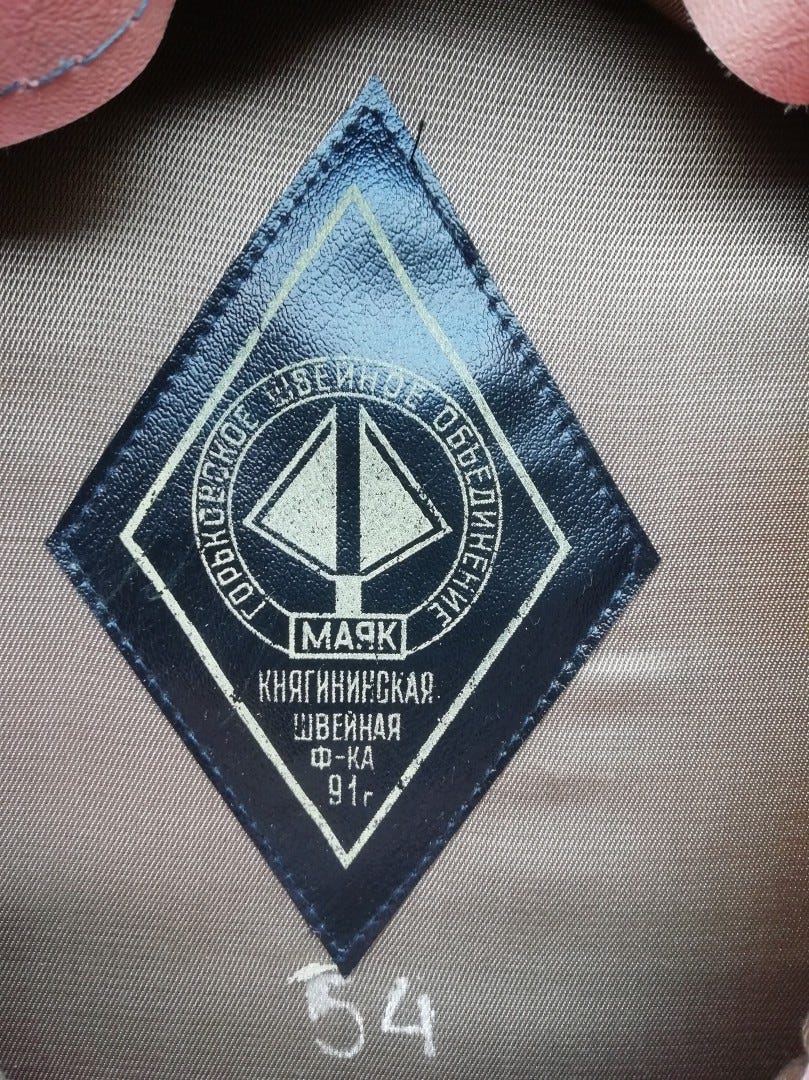 ГОРЬКОВСКОЕ ШВЕЙНОЕ ОБЪЕДИНЕНИЕ
МАЯК
КНЯГИНИНСКАЯ
ШВЕЙНАЯ
Ф-КА
91г
54